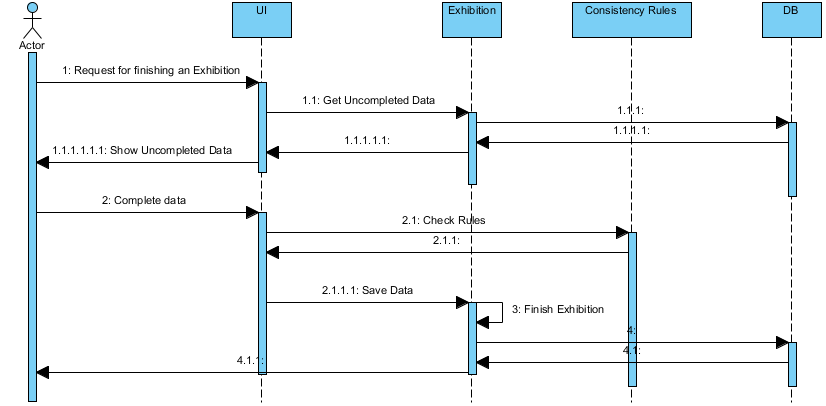 UI
Exhibition
Consistency Rules
DB
Actor
1: Request for finishing an Exhibition
1.1: Get Uncompleted Data
1.1.1:
1.1.1.1:
1.1.1.1.1:
1.1.1.1.1.1: Show Uncompleted Data
2: Complete data
2.1: Check Rules
2.1.1:
2.1.1.1: Save Data
3: Finish Exhibition
4:
4.1:
4.1.1: